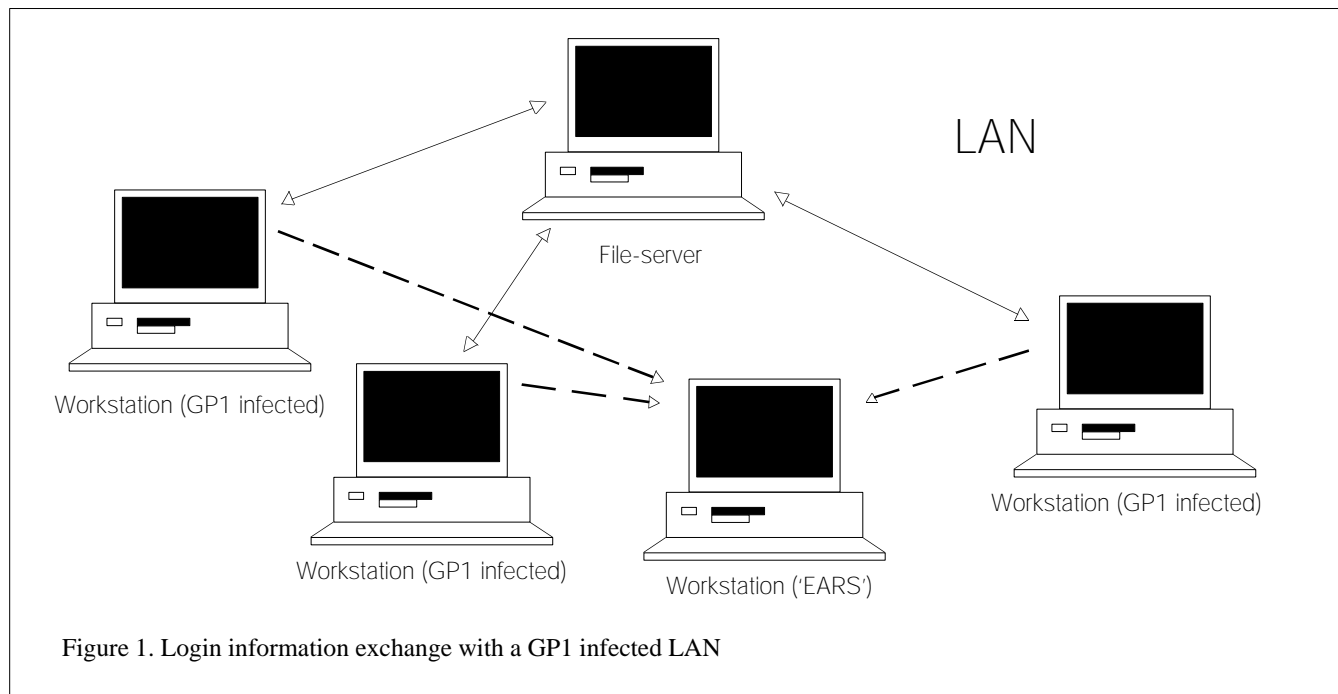 LAN
File-server
Workstation (GP1 infected)
Workstation (GP1 infected)
Workstation (GP1 infected)
Workstation (‘EARS’)
Figure 1. Login information exchange with a GP1 infected LAN